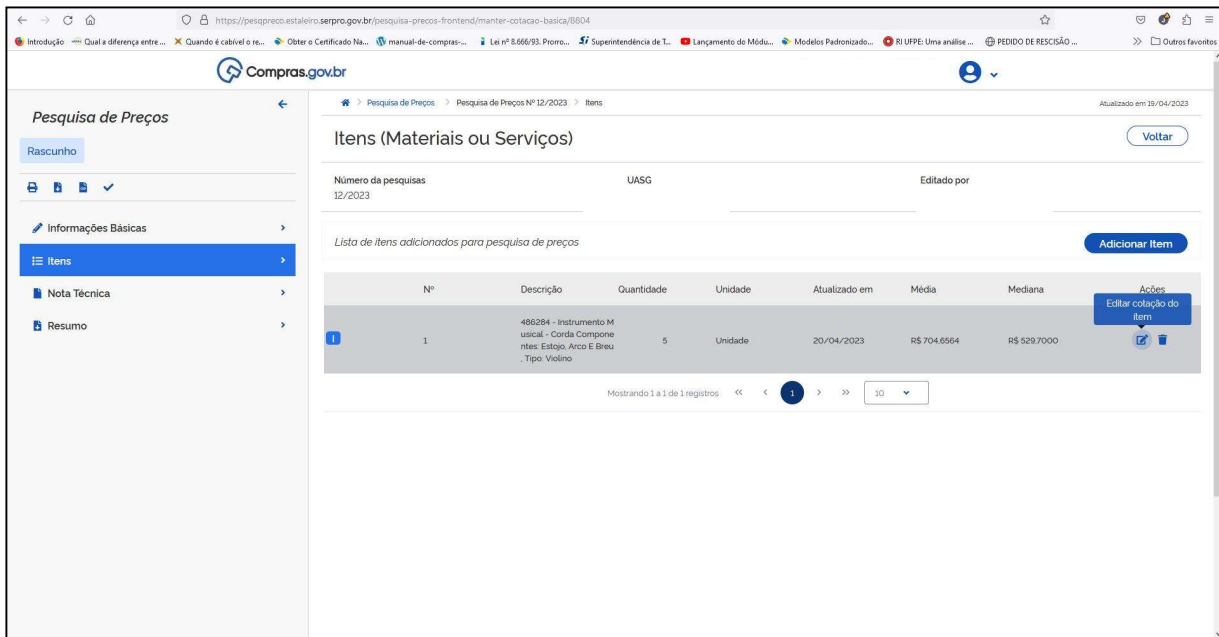 https://pesqpreco.estaleiro.serpro.gov.br/pesquisa-precos-frontend/manter-cotacao-basica/8804
Introdução
Qual a diferença entre ...
Quando é cabível o re...
Obter o Certificado Na...
manual-de-compras-...
Lei nº 8.666/93. Prorro...
Superintendência de T...
Lançamento do Módu...
Modelos Padronizado...
RI UFPE: Uma análise ...
PEDIDO DE RESCISÃO ...
Outros favoritos
Compras.gov.br
Pesquisa de Preços
Rascunho
Informações Básicas
Itens
Nota Técnica
Resumo
Pesquisa de Preços > Pesquisa de Preços Nº 12/2023 > Itens
Atualizado em 19/04/2023
Itens (Materiais ou Serviços)
Voltar
Número da pesquisas UASG Editado por
12/2023
Lista de itens adicionados para pesquisa de preços
Adicionar Item
Nº Descrição Quantidade Unidade Atualizado em Média Mediana Ações
Editar cotação do
item
486284 - Instrumento M
usical - Corda Compone
ntes: Estojo, Arco E Breu
, Tipo: Violino
I 1 5 Unidade 20/04/2023 R$ 704,6564 R$ 529,7000
Mostrando 1 a 1 de 1 registros << < 1 > >> 10